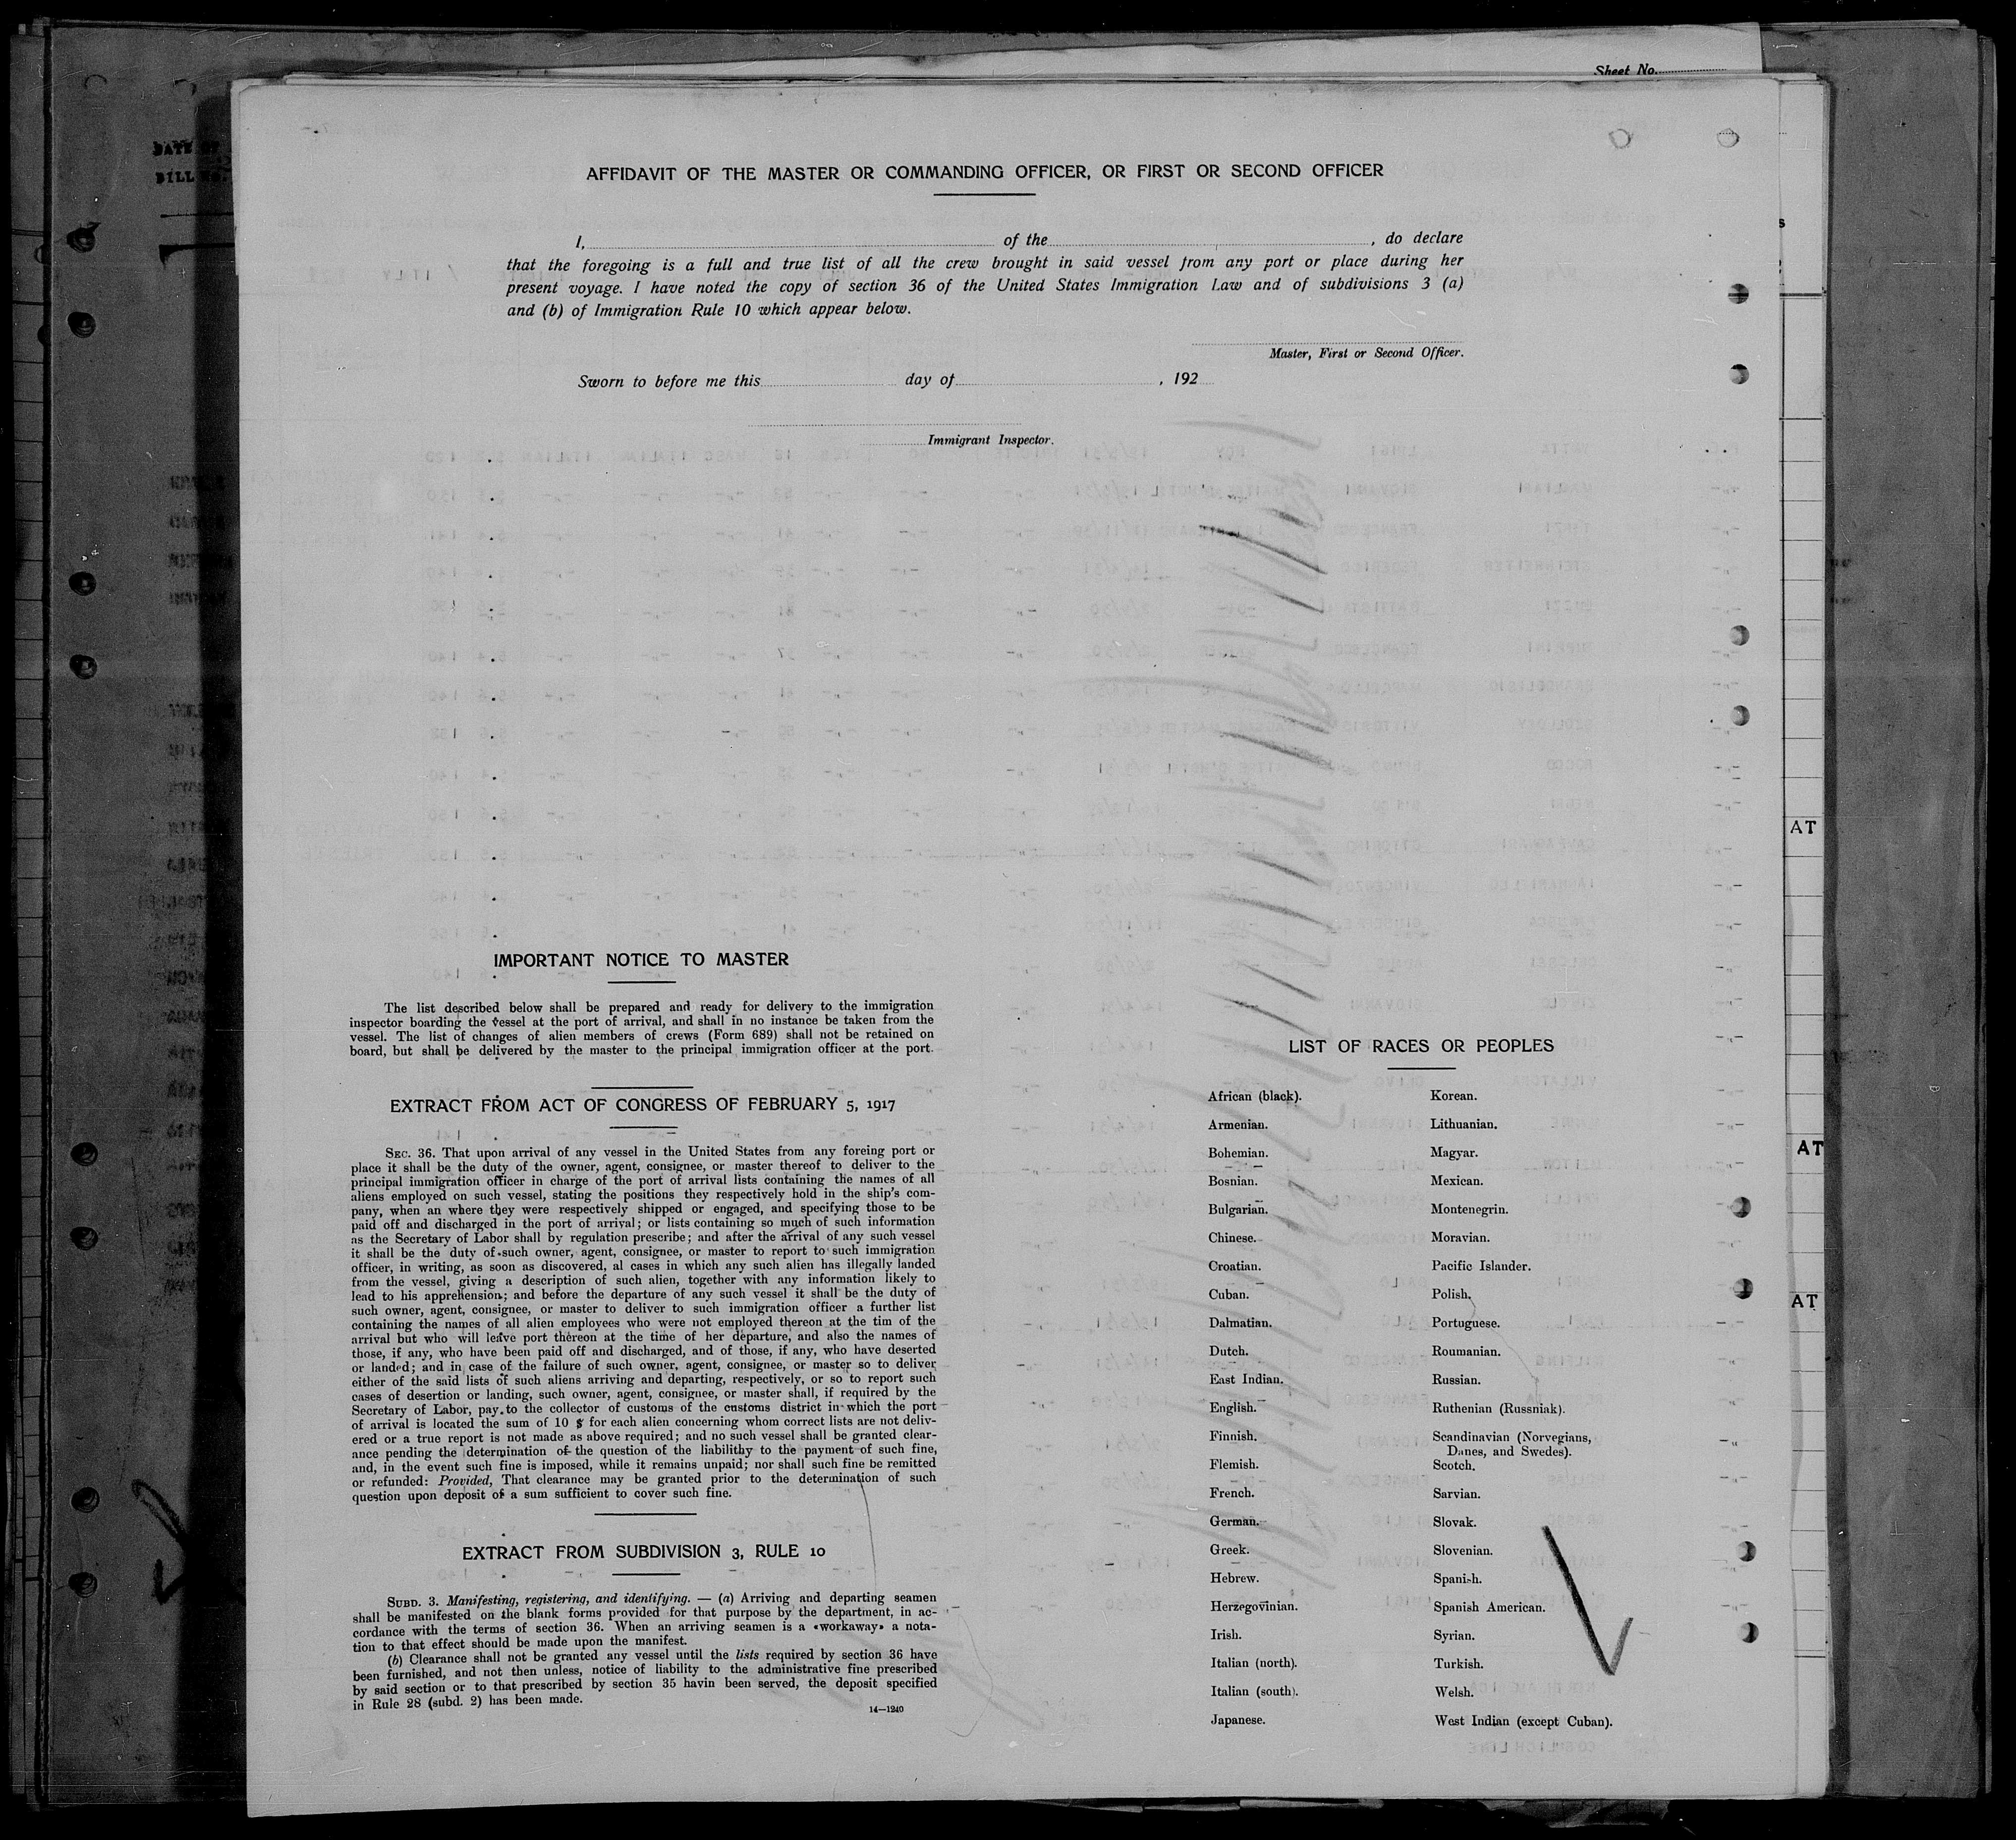 Sheet No.
DATE
BILL
AFFIDAVIT OF THE MASTER OR COMMANDING OFFICER, OR FIRST OR SECOND OFFICER
I, of the , do declare
that the foregoing is a full and true list of all the crew brought in said vessel from any port or place during her
present voyage. I have noted the copy of section 36 of the United States Immigration Law and of subdivisions 3 (a)
and (b) of Immigration Rule 10 which appear below.
Master, First or Second Officer.
Sworn to before me this day of , 192
Immigrant Inspector.
IMPORTANT NOTICE TO MASTER
The list described below shall be prepared and ready for delivery to the immigration
inspector boarding the vessel at the port of arrival, and shall in no instance be taken from the
vessel. The list of changes of alien members of crews (Form 689) shall not be retained on
board, but shall be delivered by the master to the principal immigration officer at the port.
EXTRACT FROM ACT OF CONGRESS OF FEBRUARY 5, 1917
SEC. 36. That upon arrival of any vessel in the United States from any foreing port or
place it shall be the duty of the owner, agent, consignee, or master thereof to deliver to the
principal immigration officer in charge of the port of arrival lists containing the names of all
aliens employed on such vessel, stating the positions they respectively hold in the ship's com-
pany, when an where they were respectively shipped or engaged, and specifying those to be
paid off and discharged in the port of arrival; or lists containing so much of such information
as the Secretary of Labor shall by regulation prescribe; and after the arrival of any such vessel
it shall be the duty of such owner, agent, consignee, or master to report to such immigration
officer, in writing, as soon as discovered, al cases in which any such alien has illegally landed
from the vessel, giving a description of such alien, together with any information likely to
lead to his apprehension; and before the departure of any such vessel it shall be the duty of
such owner, agent, consignee, or master to deliver to such immigration officer a further list
containing the names of all alien employees who were not employed thereon at the tim of the
arrival but who will leave port thereon at the time of her departure, and also the names of
those, if any, who have been paid off and discharged, and of those, if any, who have deserted
or landed; and in case of the failure of such owner, agent, consignee, or master so to deliver
either of the said lists of such aliens arriving and departing, respectively, or so to report such
cases of desertion or landing, such owner, agent, consignee, or master shall, if required by the
Secretary of Labor, pay to the collector of customs of the customs district in which the port
of arrival is located the sum of 10 $ for each alien concerning whom correct lists are not deliv-
ered or a true report is not made as above required; and no such vessel shall be granted clear-
ance pending the determination of the question of the liabilithy to the payment of such fine,
and, in the event such fine is imposed, while it remains unpaid; nor shall such fine be remitted
or refunded: Provided, That clearance may be granted prior to the determination of such
question upon deposit of a sum sufficient to cover such fine.
EXTRACT FROM SUBDIVISION 3, RULE 10
SUBD. 3. Manifesting, registering, and identifying. — (a) Arriving and departing seamen
shall be manifested on the blank forms provided for that purpose by the department, in ac-
cordance with the terms of section 36. When an arriving seamen is a «workaway» a nota-
tion to that effect should be made upon the manifest.
(b) Clearance shall not be granted any vessel until the lists required by section 36 have
been furnished, and not then unless, notice of liability to the administrative fine prescribed
by said section or to that prescribed by section 35 havin been served, the deposit specified
in Rule 28 (subd. 2) has been made.
14—1240
LIST OF RACES OR PEOPLES
African (black).
Armenian.
Bohemian.
Bosnian.
Bulgarian.
Chinese.
Croatian.
Cuban.
Dalmatian.
Dutch.
East Indian.
English.
Finnish.
Flemish.
French.
German.
Greek.
Hebrew.
Herzegovinian.
Irish.
Italian (north).
Italian (south).
Japanese.
Korean.
Lithuanian.
Magyar.
Mexican.
Montenegrin.
Moravian.
Pacific Islander.
Polish.
Portuguese.
Roumanian.
Russian.
Ruthenian (Russniak).
Scandinavian (Norvegians,
Danes, and Swedes).
Scotch.
Sarvian.
Slovak.
Slovenian.
Spanish.
Spanish American.
Syrian.
Turkish.
Welsh.
West Indian (except Cuban).
AT
AT
AT